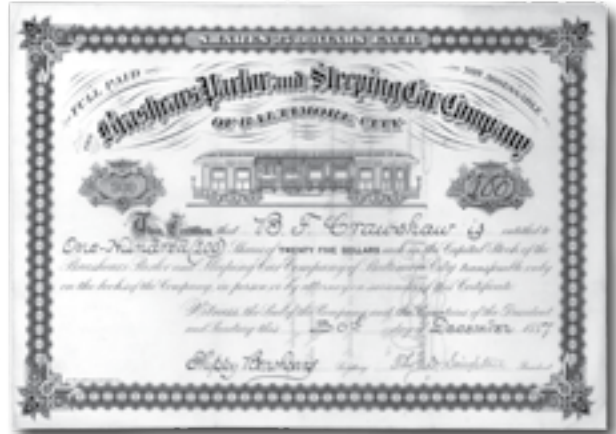 SHARES 25 DOLLARS EACH.
FULL PAID
NON ASSESSABLE
THE Brashears Parlor and Sleeping Car Company
OF BALTIMORE CITY.
100
This Certifies that B. F. Crawshaw is entitled to
One Hundred (100) Shares of TWENTY FIVE DOLLARS each in the Capital Stock of the
Brashears Parlor and Sleeping Car Company of Baltimore City transferable only
on the books of the Company in person or by attorney on surrender of this Certificate.
Witness the Seal of the Company and the Signatures of the President
and Secretary this 20th day of December 1887
Brashears Secretary President